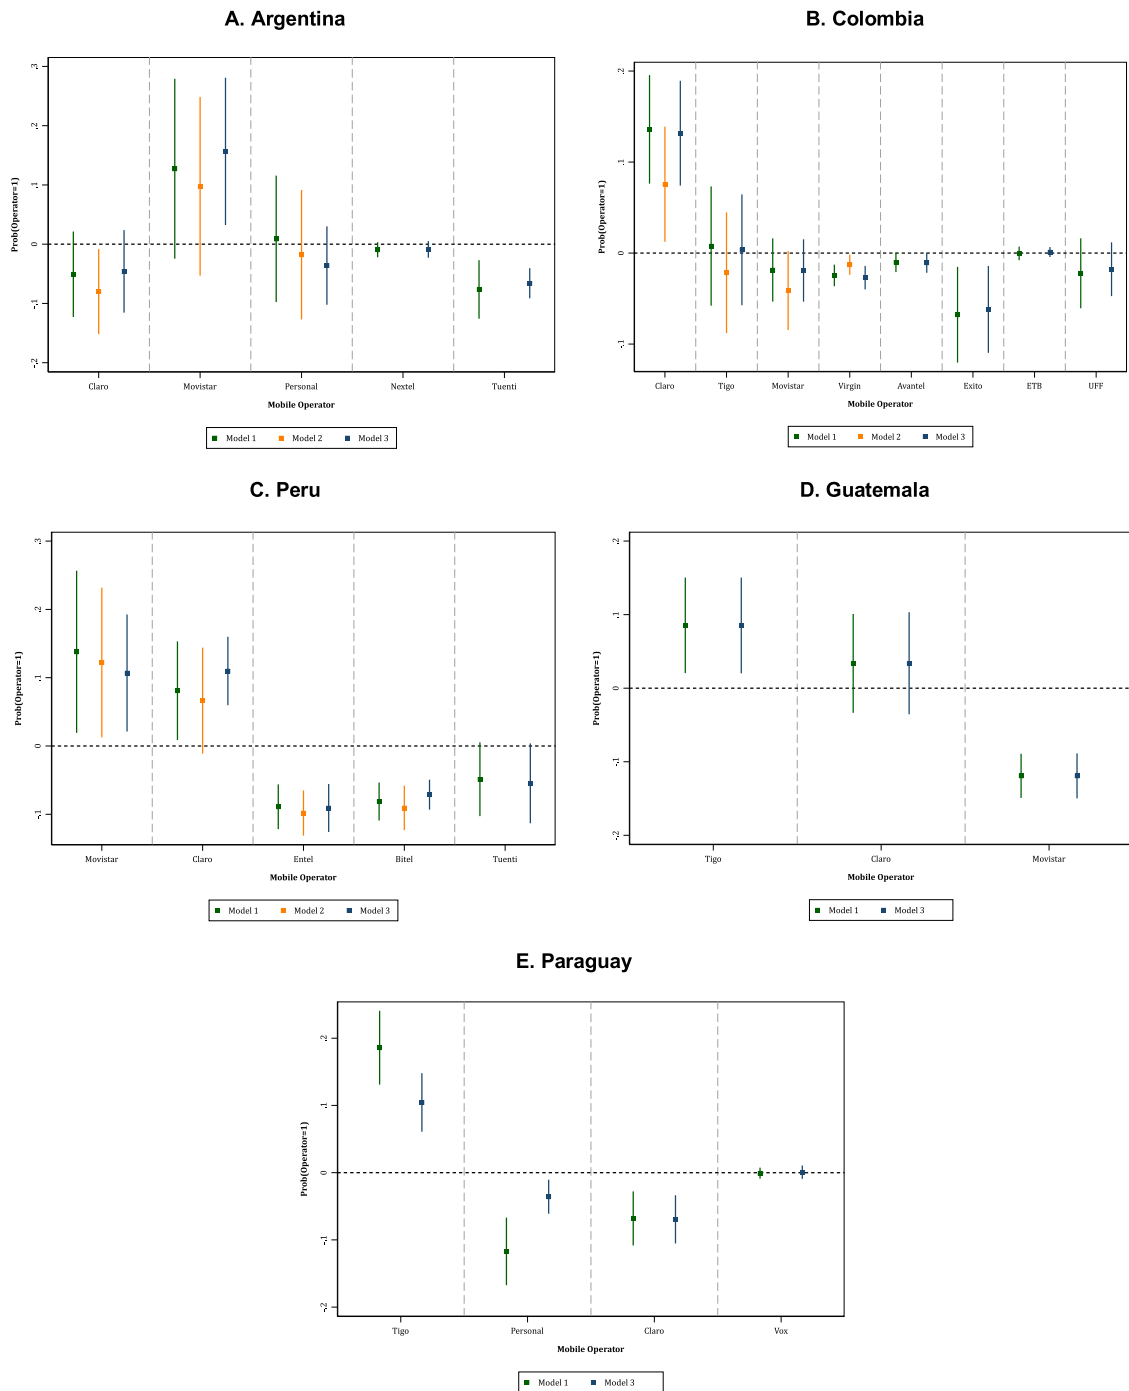 A. Argentina
Prob(Operator=1)
.3
.2
.1
0
-.1
-.2
Claro Movistar Personal Nextel Tuenti
Mobile Operator
Model 1 Model 2 Model 3
B. Colombia
Prob(Operator=1)
.2
.1
0
-.1
Claro Tigo Movistar Virgin Avantel Exito ETB UFF
Mobile Operator
Model 1 Model 2 Model 3
C. Peru
Prob(Operator=1)
.3
.2
.1
0
-.1
Movistar Claro Entel Bitel Tuenti
Mobile Operator
Model 1 Model 2 Model 3
D. Guatemala
Prob(Operator=1)
.2
.1
0
-.1
-.2
Tigo Claro Movistar
Mobile Operator
Model 1 Model 3
E. Paraguay
Prob(Operator=1)
.2
.1
0
-.1
-.2
Tigo Personal Claro Vox
Mobile Operator
Model 1 Model 3